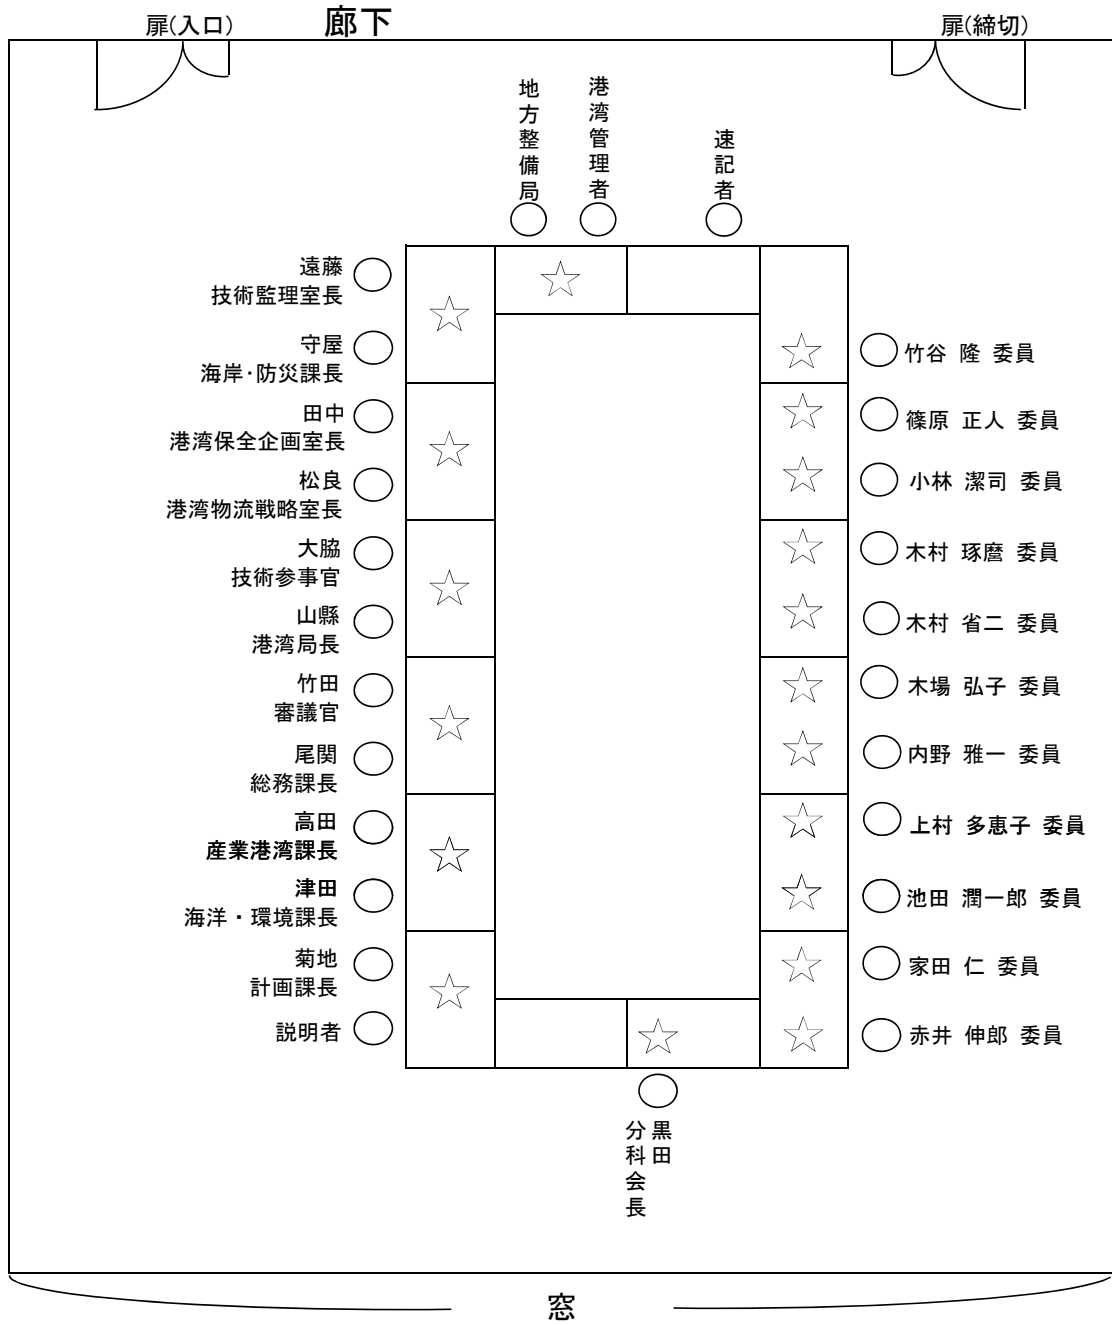 扉(入口)
廊下
扉(締切)
地方整備局
港湾管理者
速記者
遠藤
技術監理室長
守屋
海岸・防災課長
田中
港湾保全企画室長
松良
港湾物流戦略室長
大脇
技術参事官
山縣
港湾局長
竹田
審議官
尾関
総務課長
高田
産業港湾課長
津田
海洋・環境課長
菊地
計画課長
説明者
竹谷 隆 委員
篠原 正人 委員
小林 潔司 委員
木村 琢麿 委員
木村 省二 委員
木場 弘子 委員
内野 雅一 委員
上村 多恵子 委員
池田 潤一郎 委員
家田 仁 委員
赤井 伸郎 委員
黒田
分科会長
窓